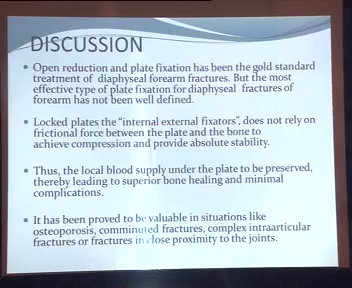 DISCUSSION
Open reduction and plate fixation has been the gold standard
treatment of diaphyseal forearm fractures. But the most
effective type of plate fixation for diaphyseal fractures of
forearm has not been well defined.
Locked plates the "internal external fixators", does not rely on
frictional force between the plate and the bone to
achieve compression and provide absolute stability.
Thus, the local blood supply under the plate to be preserved,
thereby leading to superior bone healing and minimal
complications.
It has been proved to be valuable in situations like
osteoporosis, comminuted fractures, complex intraarticular
fractures or fractures in close proximity to the joints.